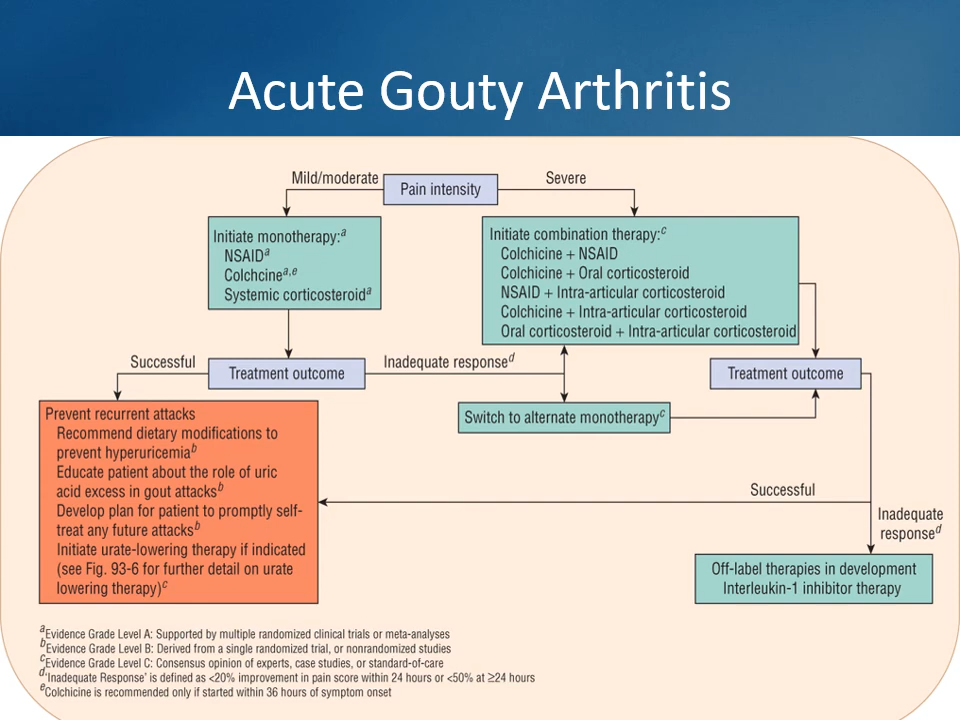 Acute Gouty Arthritis
Mild/moderate
Pain intensity
Severe
Initiate monotherapy:a
NSAIDa
Colchcinea,e
Systemic corticosteroida
Initiate combination therapy:c
Colchicine + NSAID
Colchicine + Oral corticosteroid
NSAID + Intra-articular corticosteroid
Colchicine + Intra-articular corticosteroid
Oral corticosteroid + Intra-articular corticosteroid
Successful
Treatment outcome
Inadequate responsed
Treatment outcome
Switch to alternate monotherapyc
Prevent recurrent attacks
Recommend dietary modifications to
prevent hyperuricemiab
Educate patient about the role of uric
acid excess in gout attacksb
Develop plan for patient to promptly self-
treat any future attacksb
Initiate urate-lowering therapy if indicated
(see Fig. 93-6 for further detail on urate
lowering therapy)c
Successful
Inadequate
responsed
Off-label therapies in development
Interleukin-1 inhibitor therapy
aEvidence Grade Level A: Supported by multiple randomized clinical trials or meta-analyses
bEvidence Grade Level B: Derived from a single randomized trial, or nonrandomized studies
cEvidence Grade Level C: Consensus opinion of experts, case studies, or standard-of-care
d'Inadequate Response' is defined as <20% improvement in pain score within 24 hours or <50% at ≥24 hours
eColchicine is recommended only if started within 36 hours of symptom onset